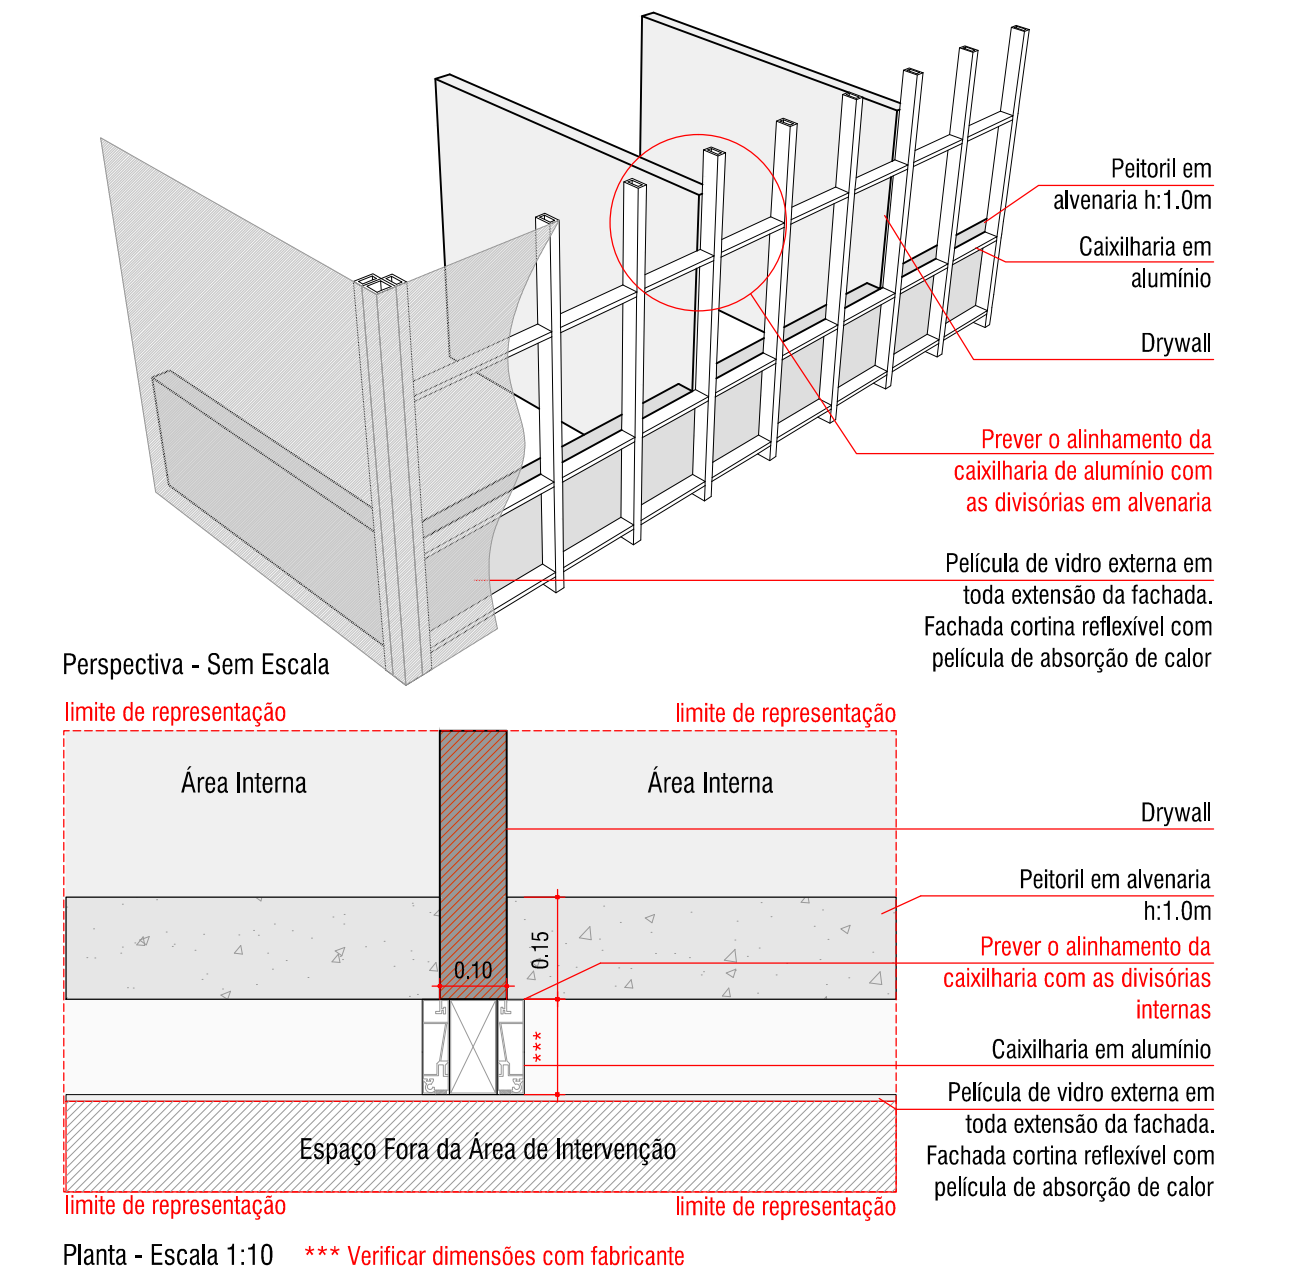 Peitoril em
alvenaria h:1.0m
Caixilharia em
alumínio
Drywall
Prever o alinhamento da
caixilharia de alumínio com
as divisórias em alvenaria
Película de vidro externa em
toda extensão da fachada.
Fachada cortina reflexível com
película de absorção de calor
Perspectiva - Sem Escala
limite de representação
limite de representação
Área Interna
Área Interna
Drywall
Peitoril em alvenaria
h:1.0m
0.15
0.10
Prever o alinhamento da
caixilharia com as divisórias
internas
***
Caixilharia em alumínio
Película de vidro externa em
toda extensão da fachada.
Fachada cortina reflexível com
película de absorção de calor
Espaço Fora da Área de Intervenção
limite de representação
limite de representação
Planta - Escala 1:10
*** Verificar dimensões com fabricante